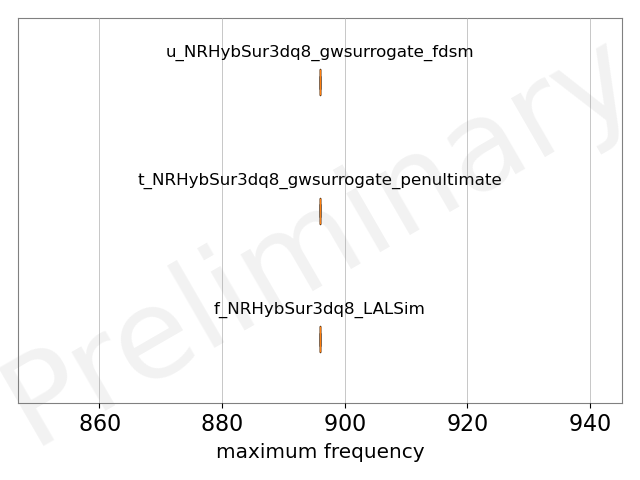 u_NRHybSur3dq8_gwsurrogate_fdsm
t_NRHybSur3dq8_gwsurrogate_penultimate
f_NRHybSur3dq8_LALSim
Preliminary
860 880 900 920 940
maximum frequency